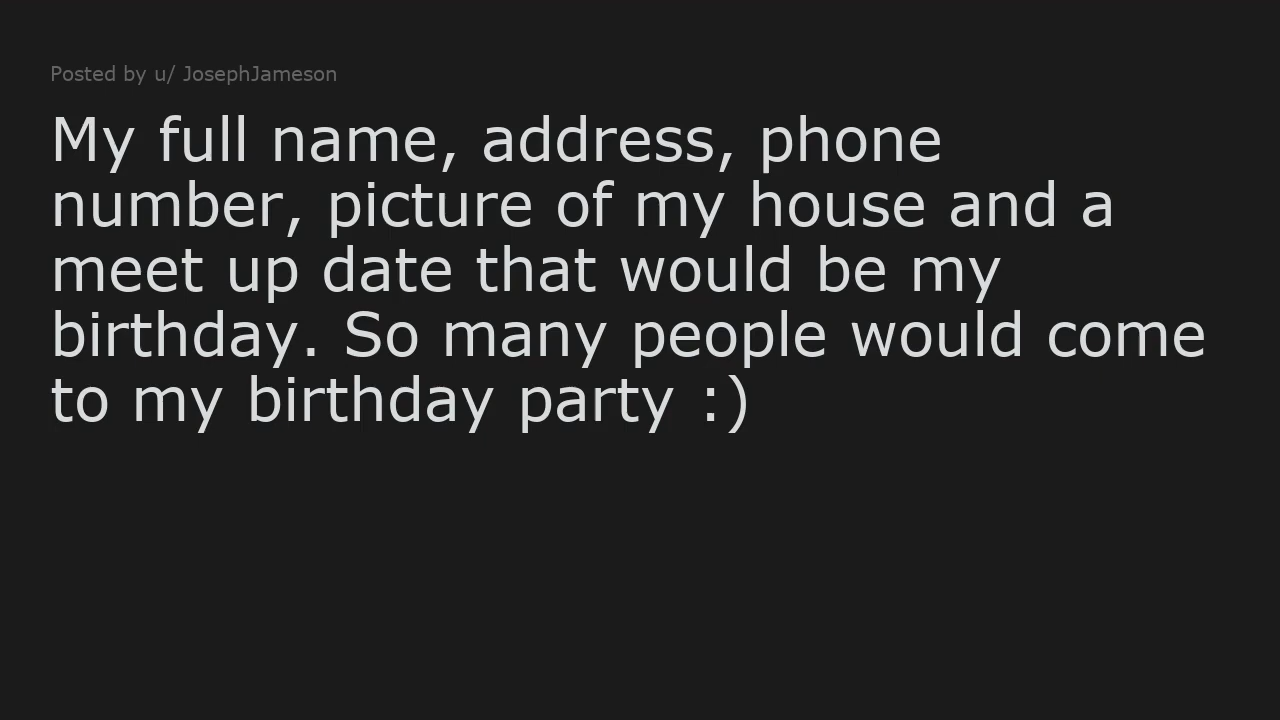 Posted by u/ JosephJameson
My full name, address, phone
number, picture of my house and a
meet up date that would be my
birthday. So many people would come
to my birthday party :)